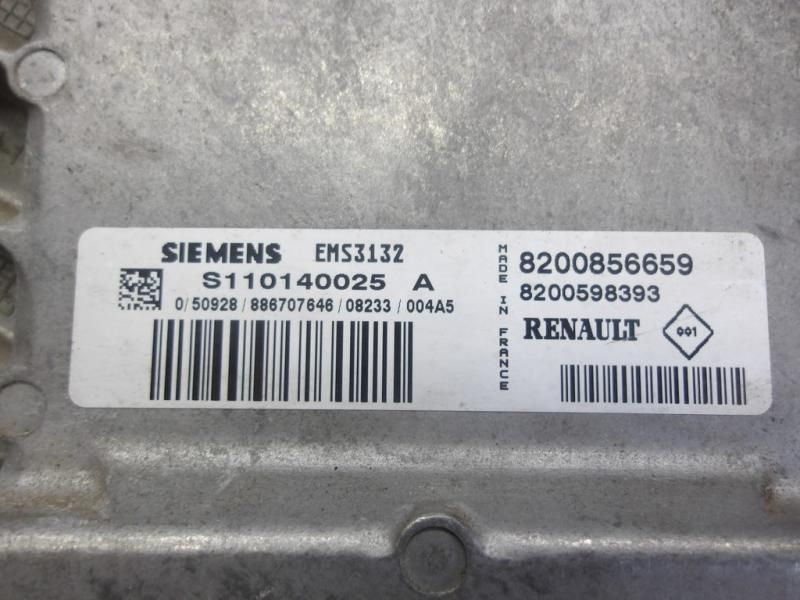 SIEMENS EMS3132
S110140025 A
0/50928/886707646/08233/004A5
MADE IN FRANCE
8200856659
8200598393
RENAULT 001